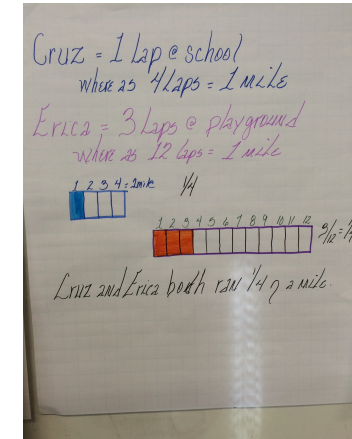 Cruz = 1 Lap @ school
where as 4 Laps = 1 mile
Erica = 3 Laps @ playground
where as 12 laps = 1 mile
1 2 3 4 = 1 mile 1/4
1 2 3 4 5 6 7 8 9 10 11 12
3/12 = 1/
Cruz and Erica both ran 1/4 of a mile.